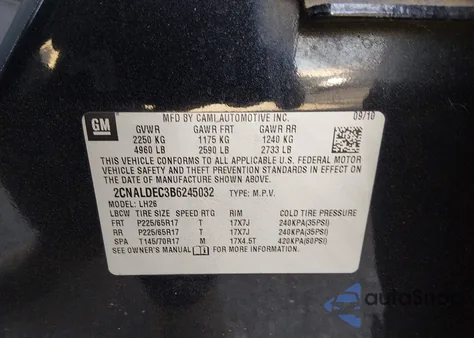 MFD BY CAMI AUTOMOTIVE INC. 09/10
GM
GVWR GAWR FRT GAWR RR
2250 KG 1175 KG 1240 KG
4960 LB 2590 LB 2733 LB
THIS VEHICLE CONFORMS TO ALL APPLICABLE U.S. FEDERAL MOTOR
VEHICLE SAFETY AND THEFT PREVENTION STANDARDS IN EFFECT ON THE
DATE OF MANUFACTURE SHOWN ABOVE.
2CNALDEC3B6245032 TYPE: M.P.V.
MODEL: LH26
LBCW TIRE SIZE SPEED RTG RIM COLD TIRE PRESSURE
FRT P225/65R17 T 17X7J 240KPA(35PSI)
RR P225/65R17 T 17X7J 240KPA(35PSI)
SPA T145/70R17 M 17X4.5T 420KPA(60PSI)
SEE OWNER'S MANUAL FOR MORE INFORMATION